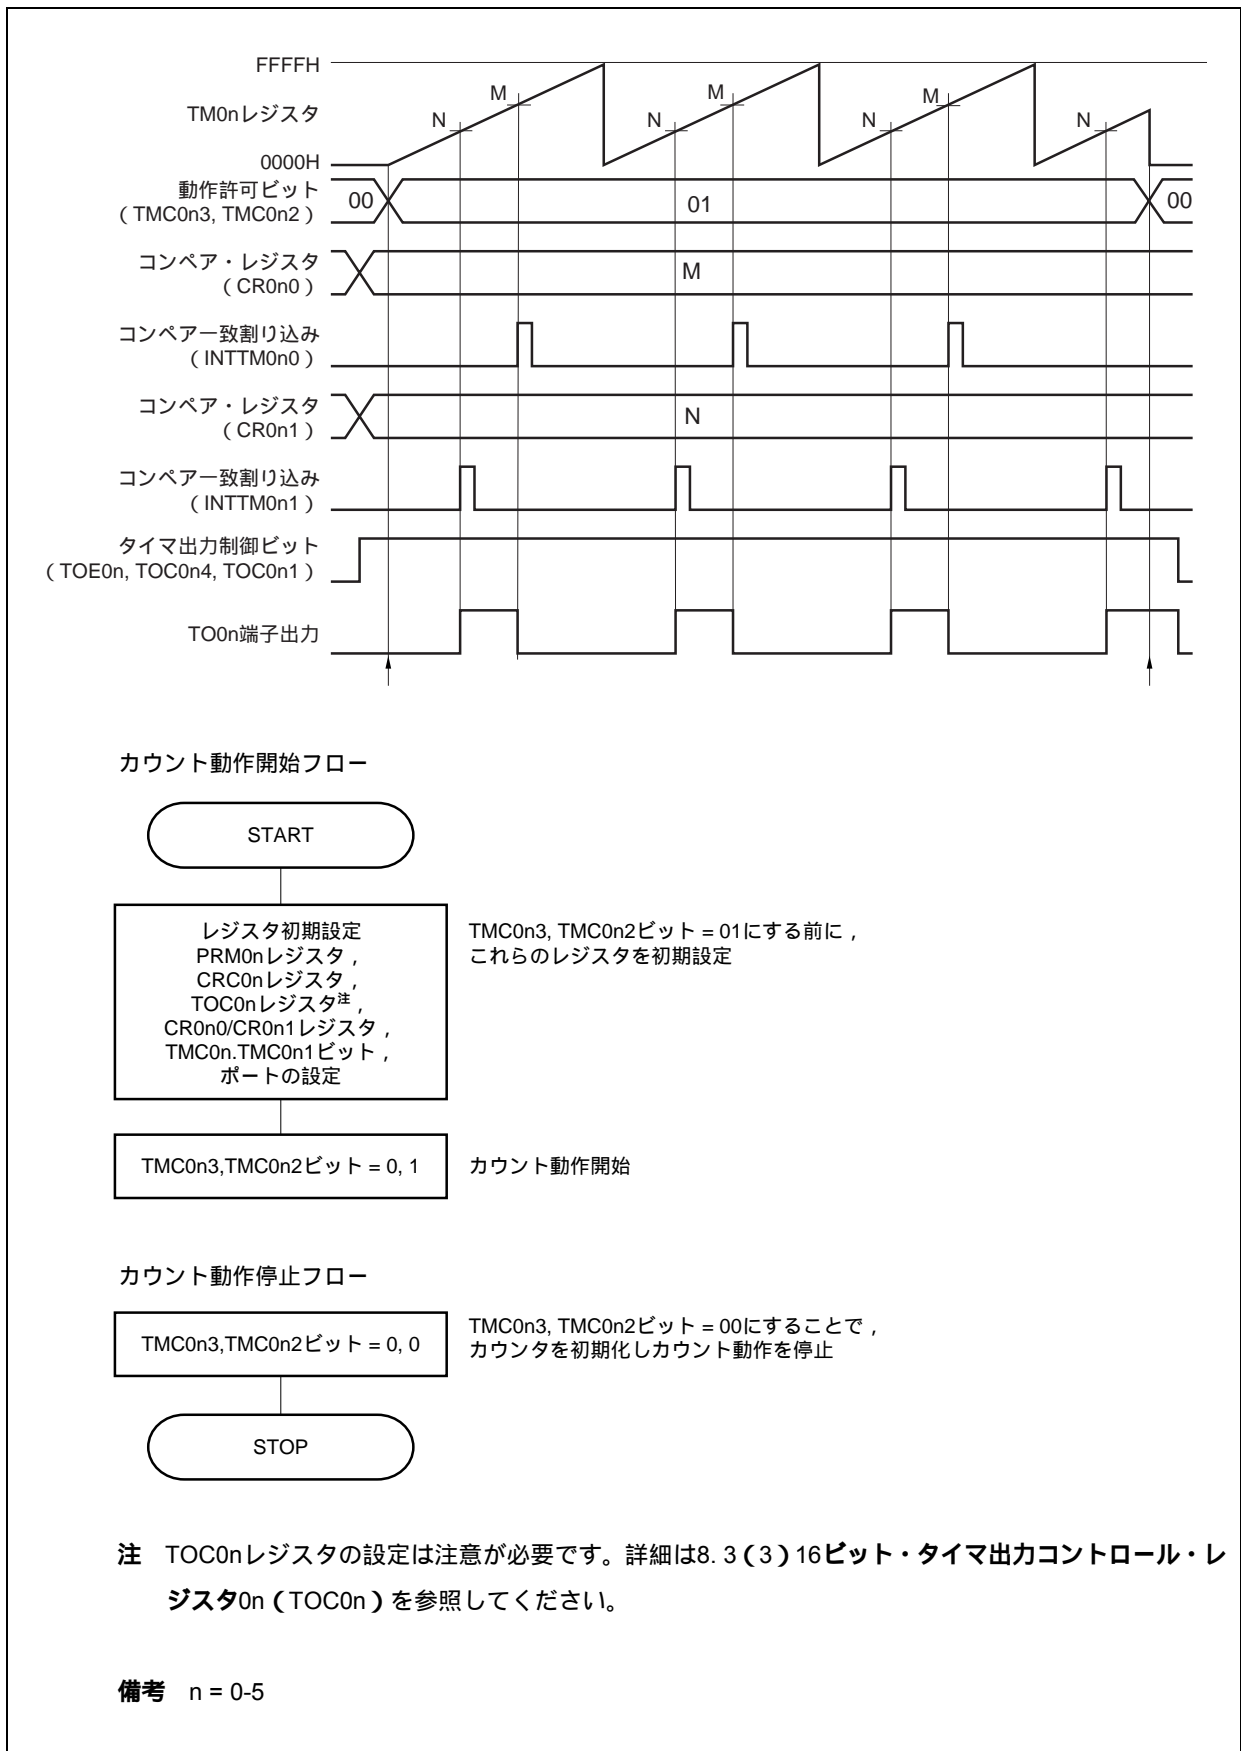 FFFFH
TM0nレジスタ
0000H
N
M
N
M
N
M
N
動作許可ビット
（TMC0n3, TMC0n2）
00
01
00
コンペア・レジスタ
（CR0n0）
M
コンペア一致割り込み
（INTTM0n0）
コンペア・レジスタ
（CR0n1）
N
コンペア一致割り込み
（INTTM0n1）
タイマ出力制御ビット
（TOE0n, TOC0n4, TOC0n1）
TO0n端子出力
カウント動作開始フロー
START
レジスタ初期設定
PRM0nレジスタ，
CRC0nレジスタ，
TOC0nレジスタ注，
CR0n0/CR0n1レジスタ，
TMC0n.TMC0n1ビット，
ポートの設定
TMC0n3, TMC0n2ビット = 01にする前に，
これらのレジスタを初期設定
TMC0n3,TMC0n2ビット = 0, 1
カウント動作開始
カウント動作停止フロー
TMC0n3,TMC0n2ビット = 0, 0
TMC0n3, TMC0n2ビット = 00にすることで，
カウンタを初期化しカウント動作を停止
STOP
注 TOC0nレジスタの設定は注意が必要です。詳細は8. 3（3）16ビット・タイマ出力コントロール・レ
ジスタ0n（TOC0n）を参照してください。
備考 n = 0-5